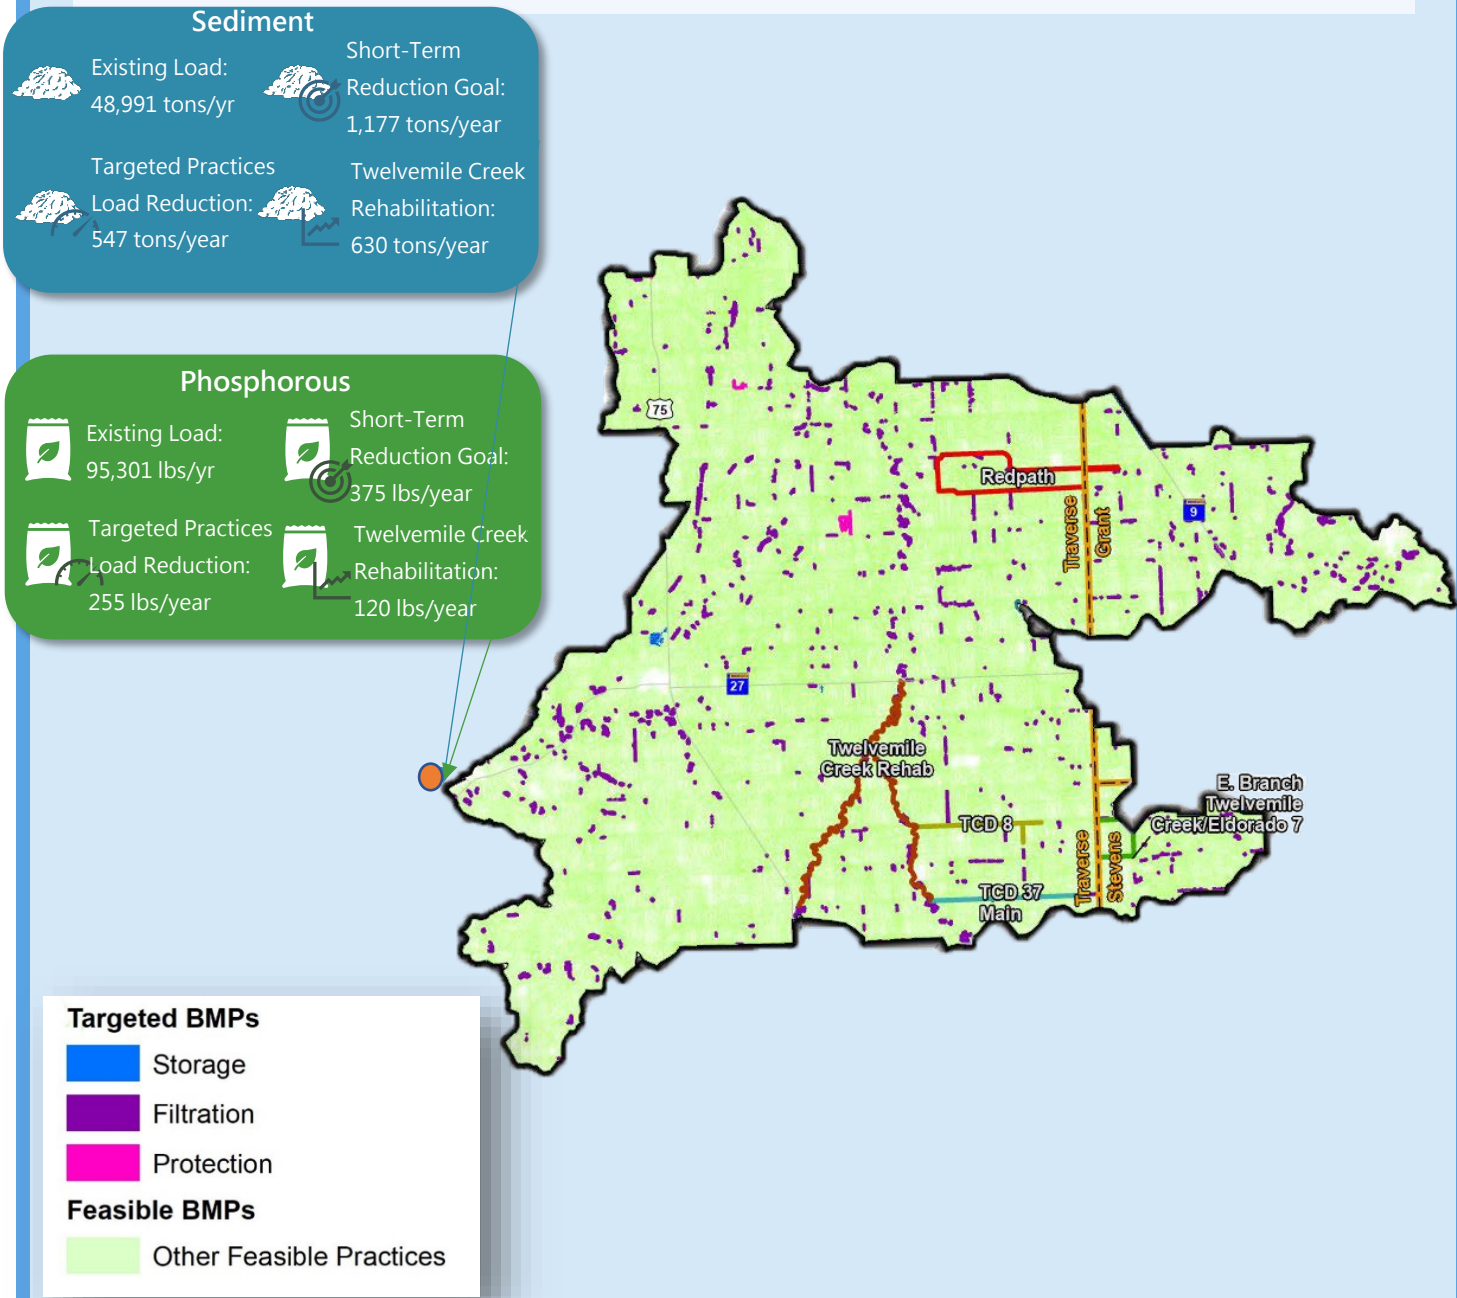 Sediment
Existing Load:
48,991 tons/yr
Short-Term
Reduction Goal:
1,177 tons/year
Targeted Practices
Load Reduction:
547 tons/year
Twelvemile Creek
Rehabilitation:
630 tons/year
Phosphorous
Existing Load:
95,301 lbs/yr
Short-Term
Reduction Goal:
375 lbs/year
Targeted Practices
Load Reduction:
255 lbs/year
Twelvemile Creek
Rehabilitation:
120 lbs/year
75
Redpath
Traverse
Grant
9
27
Twelvemile
Creek Rehab
E. Branch
Twelvemile
Creek/Eldorado 7
TCD 8
Traverse
Stevens
TCD 37
Main
Targeted BMPs
Storage
Filtration
Protection
Feasible BMPs
Other Feasible Practices